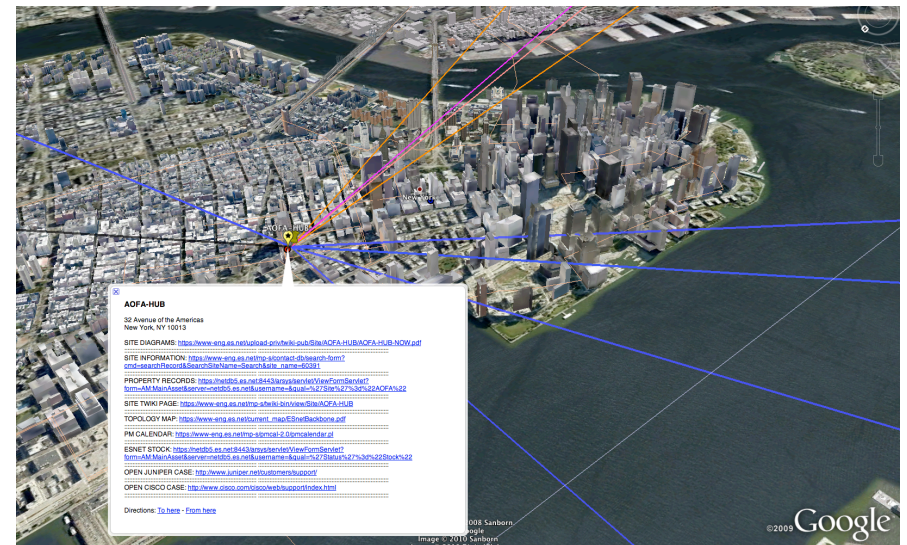 New York
AOFA-HUB
AOFA-HUB
32 Avenue of the Americas
New York, NY 10013
SITE DIAGRAMS: https://www-eng.es.net/upload-priv/twiki-pub/Site/AOFA-HUB/AOFA-HUB-NOW.pdf
SITE INFORMATION: https://www-eng.es.net/mp-s/contact-db/search-form?
cmd=searchRecord&SearchSiteName=Search&site_name=60391
PROPERTY RECORDS: https://netdb5.es.net:8443/arsys/servlet/ViewFormServlet?
form=AM:MainAsset&server=netdb5.es.net&username=&qual=%27Site%27%3d%22AOFA%22
SITE TWIKI PAGE: https://www-eng.es.net/mp-s/twiki-bin/view/Site/AOFA-HUB
TOPOLOGY MAP: https://www-eng.es.net/current_map/ESnetBackbone.pdf
PM CALENDAR: https://www-eng.es.net/mp-s/pmcal-2.0/pmcalendar.pl
ESNET STOCK: https://netdb5.es.net:8443/arsys/servlet/ViewFormServlet?
form=AM:MainAsset&server=netdb5.es.net&username=&qual=%27Status%27%3d%22Stock%22
OPEN JUNIPER CASE: http://www.juniper.net/customers/support/
OPEN CISCO CASE: http://www.cisco.com/cisco/web/support/index.html
Directions: To here - From here
008 Sanborn
oogle
Image © 2010 Sanborn
©2009 Google